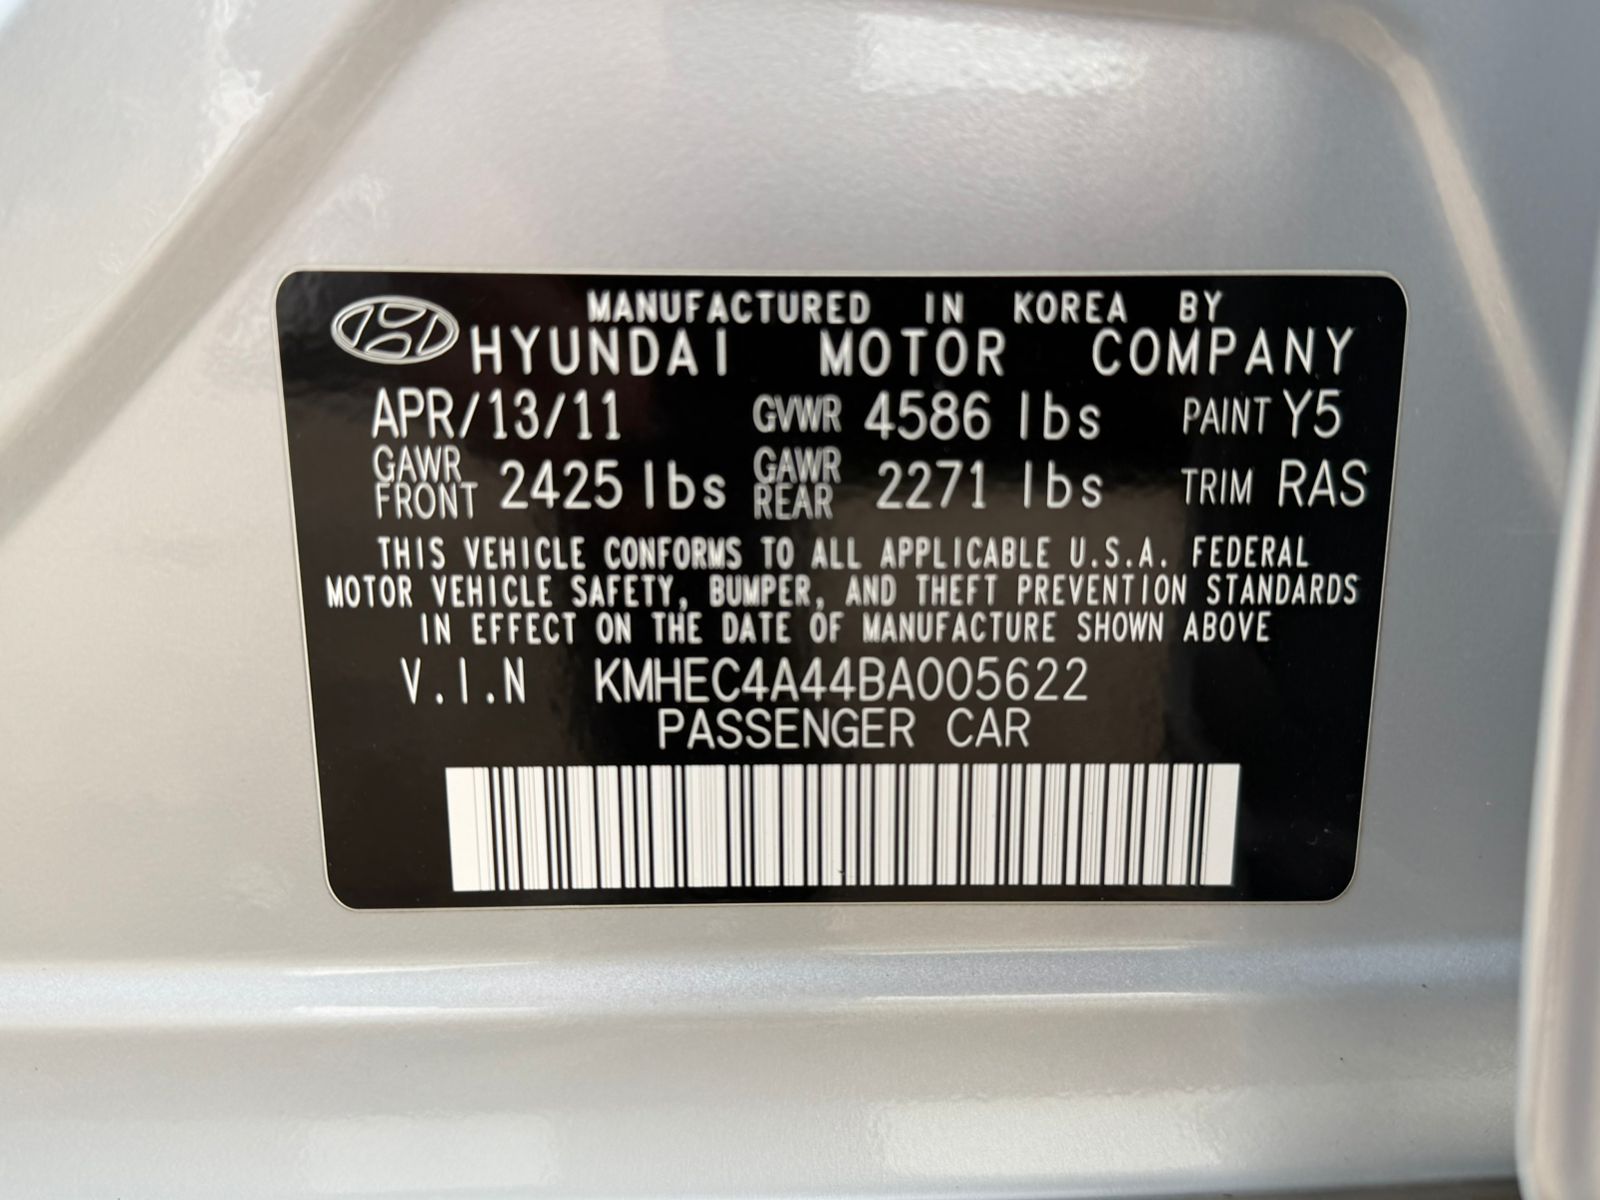 MANUFACTURED IN KOREA BY
HYUNDAI MOTOR COMPANY
APR/13/11 GVWR 4586 lbs PAINT Y5
GAWR FRONT 2425 lbs GAWR REAR 2271 lbs TRIM RAS
THIS VEHICLE CONFORMS TO ALL APPLICABLE U.S.A. FEDERAL
MOTOR VEHICLE SAFETY, BUMPER, AND THEFT PREVENTION STANDARDS
IN EFFECT ON THE DATE OF MANUFACTURE SHOWN ABOVE
V.I.N KMHEC4A44BA005622
PASSENGER CAR